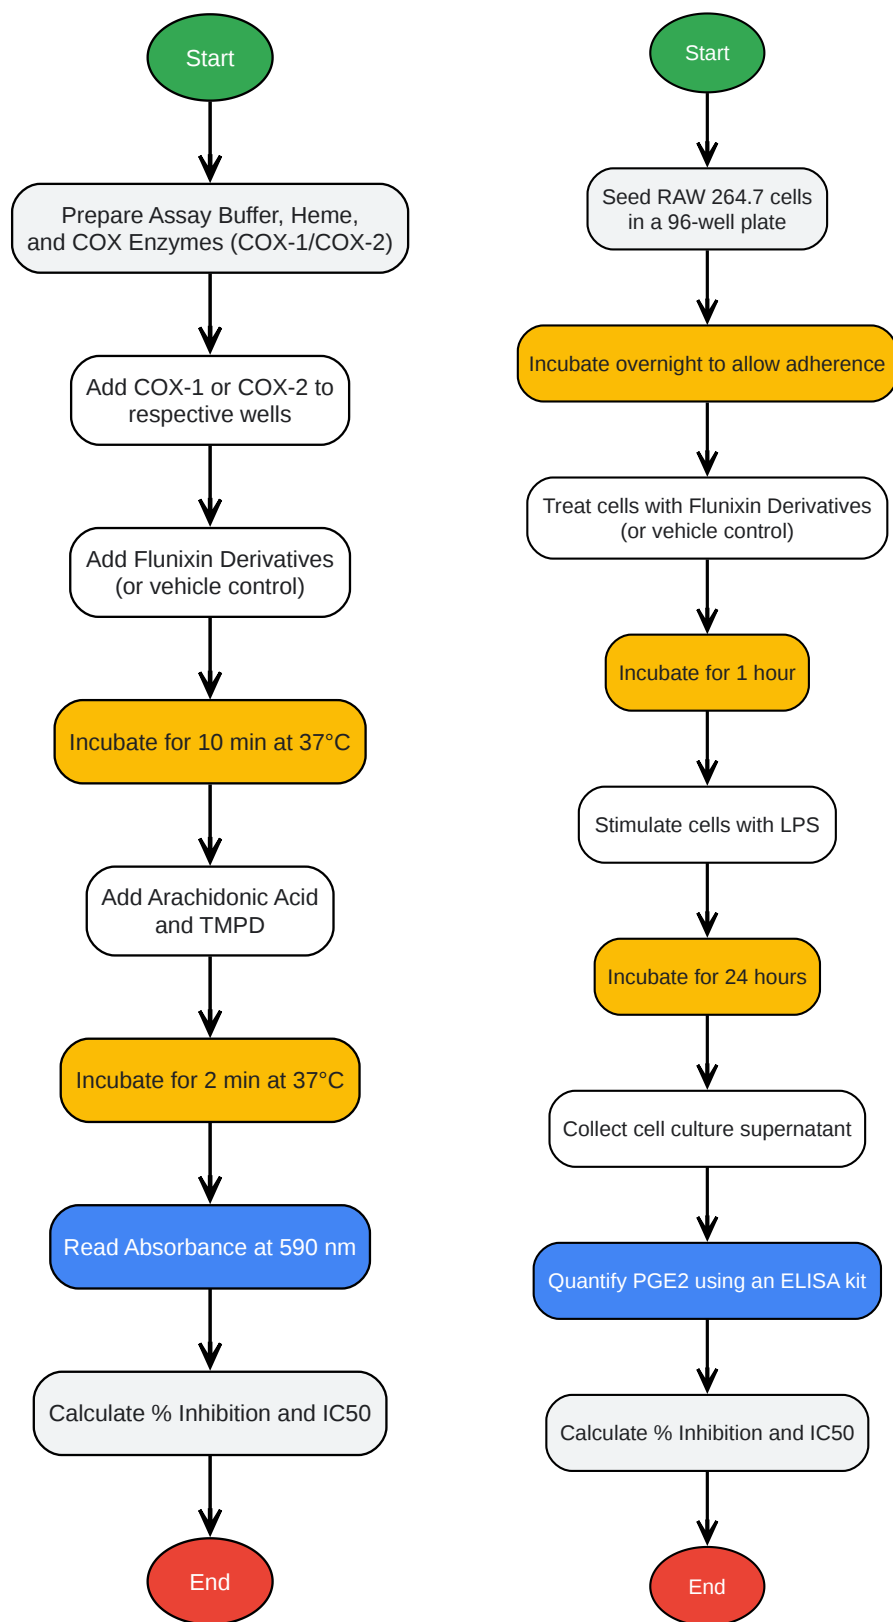 Start
Prepare Assay Buffer, Heme,
and COX Enzymes (COX-1/COX-2)
Add COX-1 or COX-2 to
respective wells
Add Flunixin Derivatives
(or vehicle control)
Incubate for 10 min at 37°C
Add Arachidonic Acid
and TMPD
Incubate for 2 min at 37°C
Read Absorbance at 590 nm
Calculate % Inhibition and IC50
End
Start
Seed RAW 264.7 cells
in a 96-well plate
Incubate overnight to allow adherence
Treat cells with Flunixin Derivatives
(or vehicle control)
Incubate for 1 hour
Stimulate cells with LPS
Incubate for 24 hours
Collect cell culture supernatant
Quantify PGE2 using an ELISA kit
Calculate % Inhibition and IC50
End